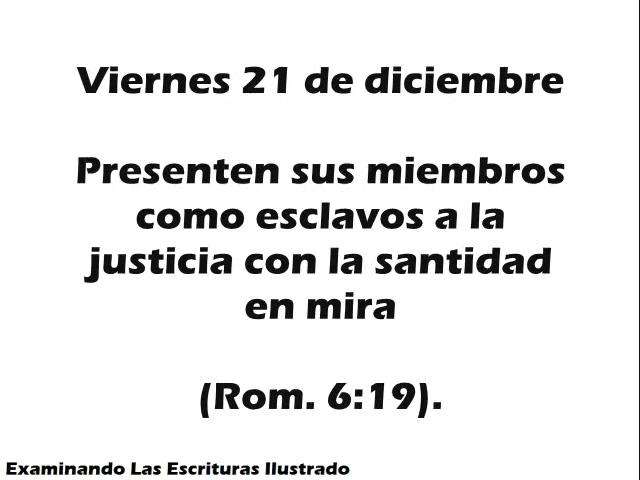 Viernes 21 de diciembre
Presenten sus miembros
como esclavos a la
justicia con la santidad
en mira
(Rom. 6:19).
Examinando Las Escrituras Ilustrado